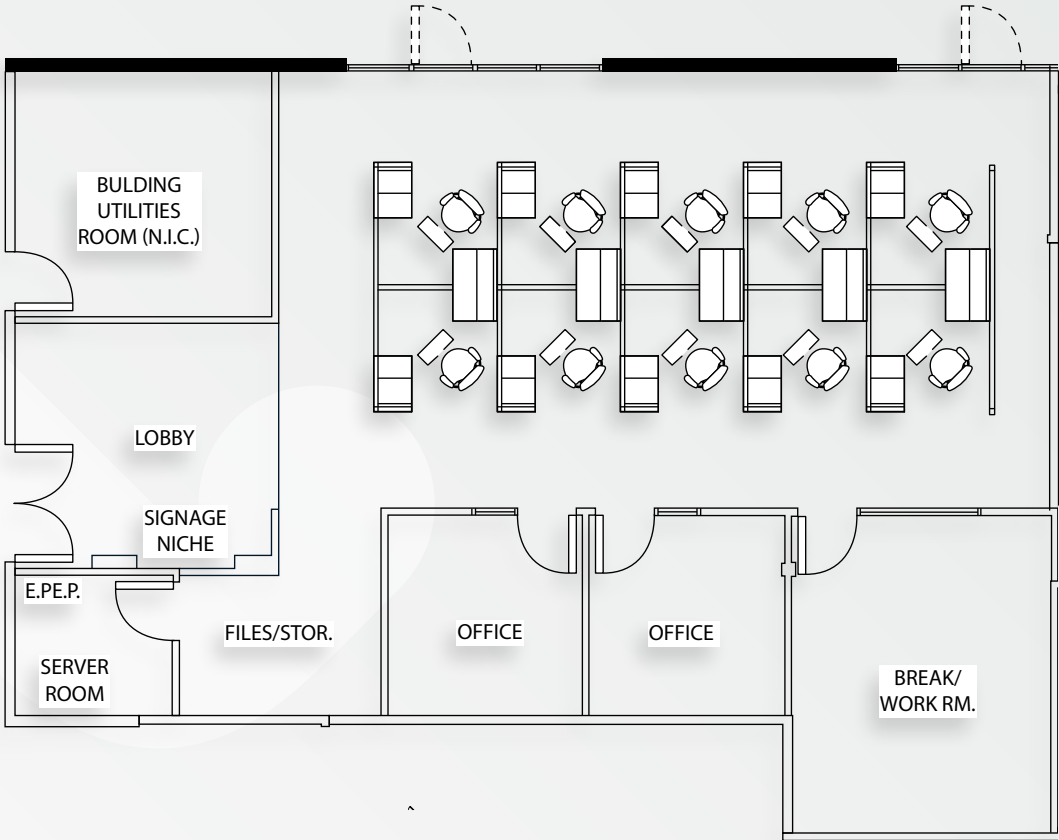 BULDING
UTILITIES
ROOM (N.I.C.)
LOBBY
SIGNAGE
NICHE
E.PE.P.
SERVER
ROOM
FILES/STOR.
OFFICE
OFFICE
BREAK/
WORK RM.